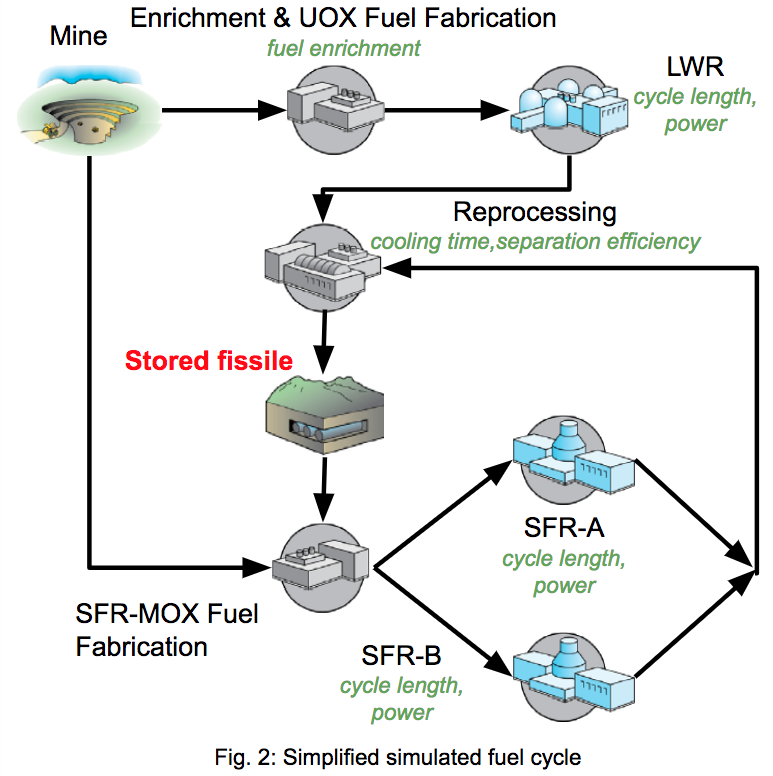 Enrichment & UOX Fuel Fabrication
fuel enrichment
Mine
LWR
cycle length,
power
Reprocessing
cooling time,separation efficiency
Stored fissile
SFR-A
cycle length,
power
SFR-MOX Fuel
Fabrication
SFR-B
cycle length,
power
Fig. 2: Simplified simulated fuel cycle